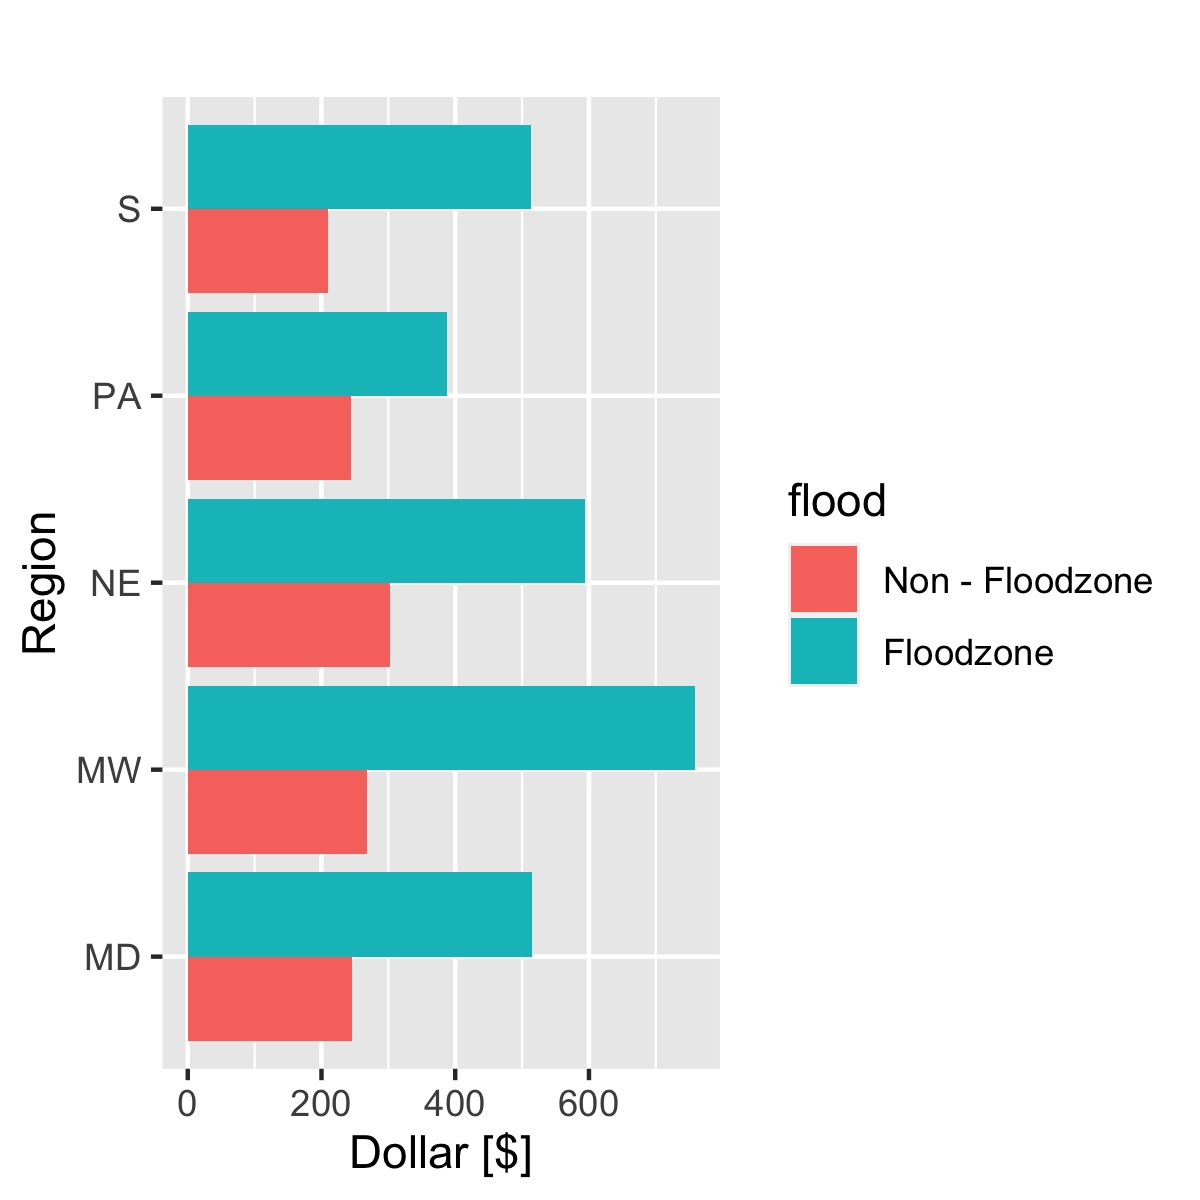 S
PA
NE
MW
MD
Region
0 200 400 600
Dollar [$]
flood
Non - Floodzone
Floodzone